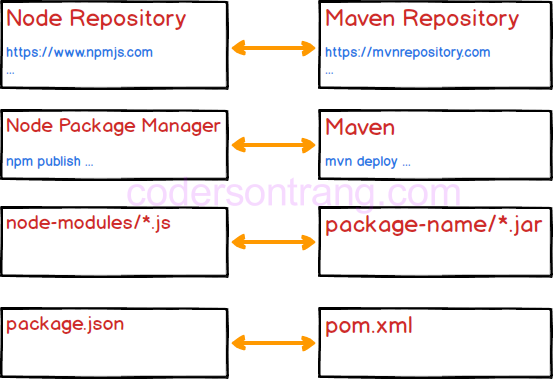 Node Repository
https://www.npmjs.com
...
Maven Repository
https://mvnrepository.com
...
Node Package Manager
npm publish ...
Maven
mvn deploy ...
codersontrang.com
node-modules/*.js
package-name/*.jar
package.json
pom.xml